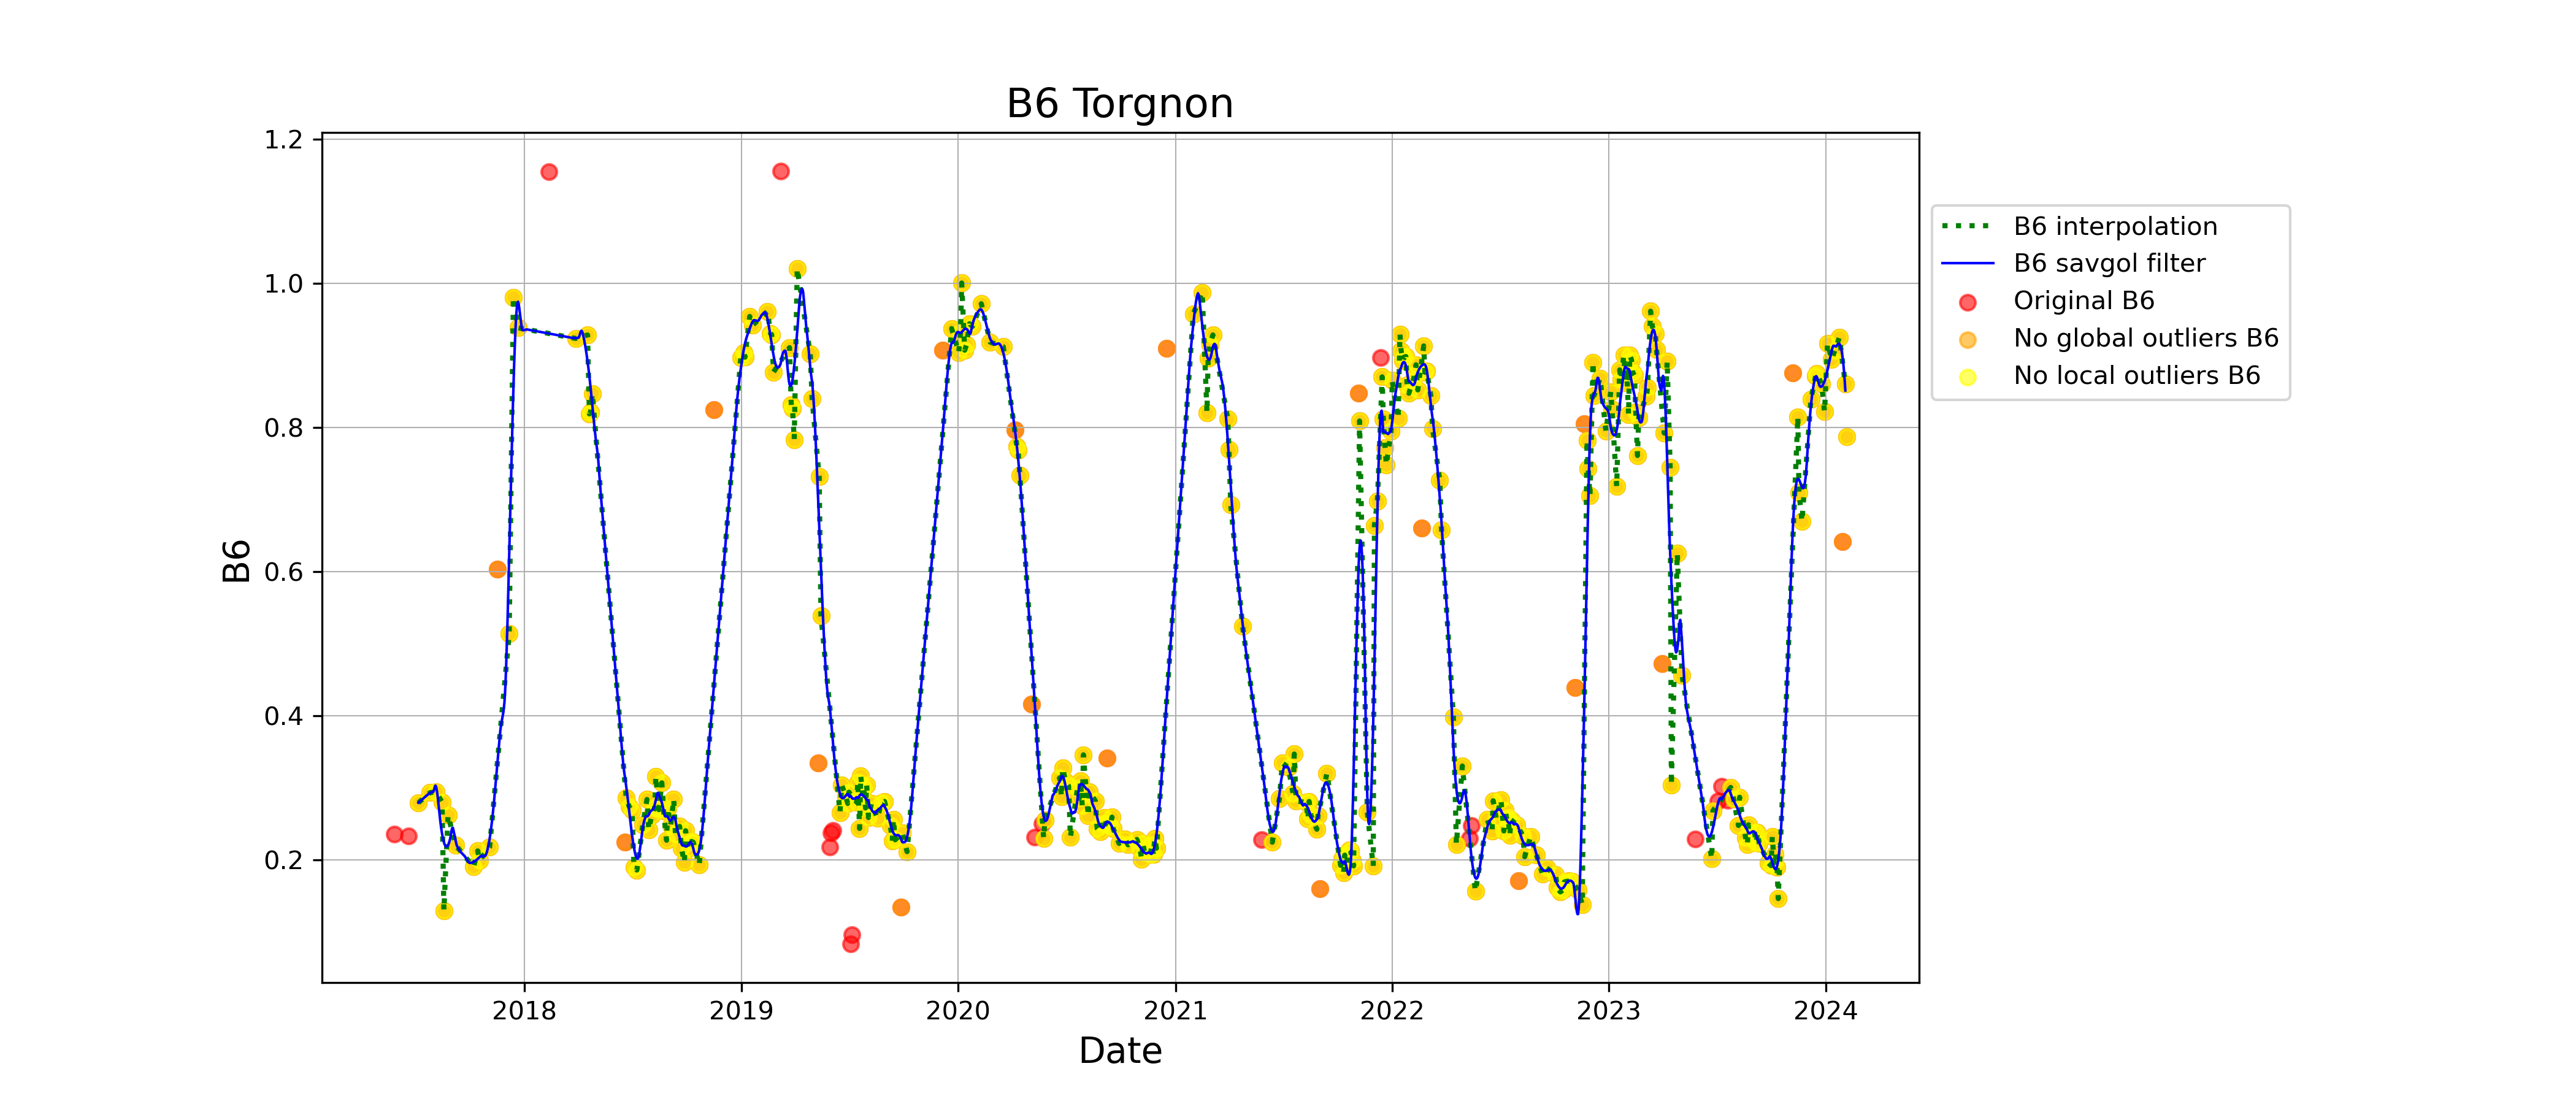 B6 Torgnon
1.2
1.0
0.8
0.6
0.4
0.2
B6
2018 2019 2020 2021 2022 2023 2024
Date
B6 interpolation
B6 savgol filter
Original B6
No global outliers B6
No local outliers B6